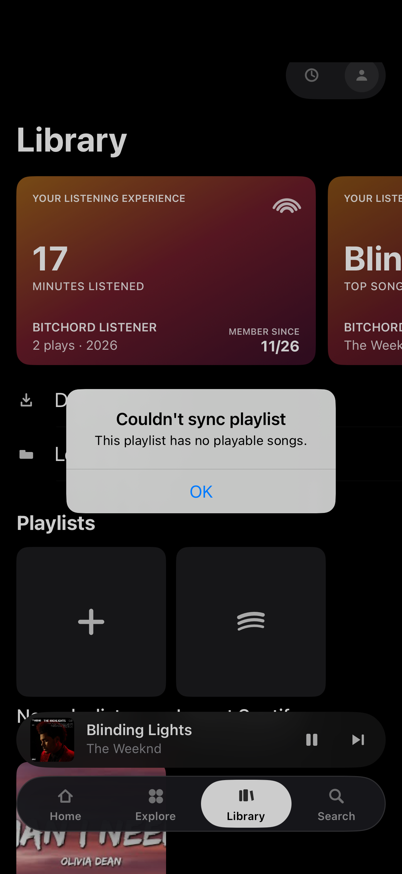 Library
YOUR LISTENING EXPERIENCE
17
MINUTES LISTENED
BITCHORD LISTENER
2 plays · 2026
MEMBER SINCE
11/26
YOUR LISTE
Blin
TOP SONG
BITCHORD
The Week
D
Couldn't sync playlist
This playlist has no playable songs.
OK
Playlists
Blinding Lights
The Weeknd
Home
Explore
Library
Search
OLIVIA DEAN